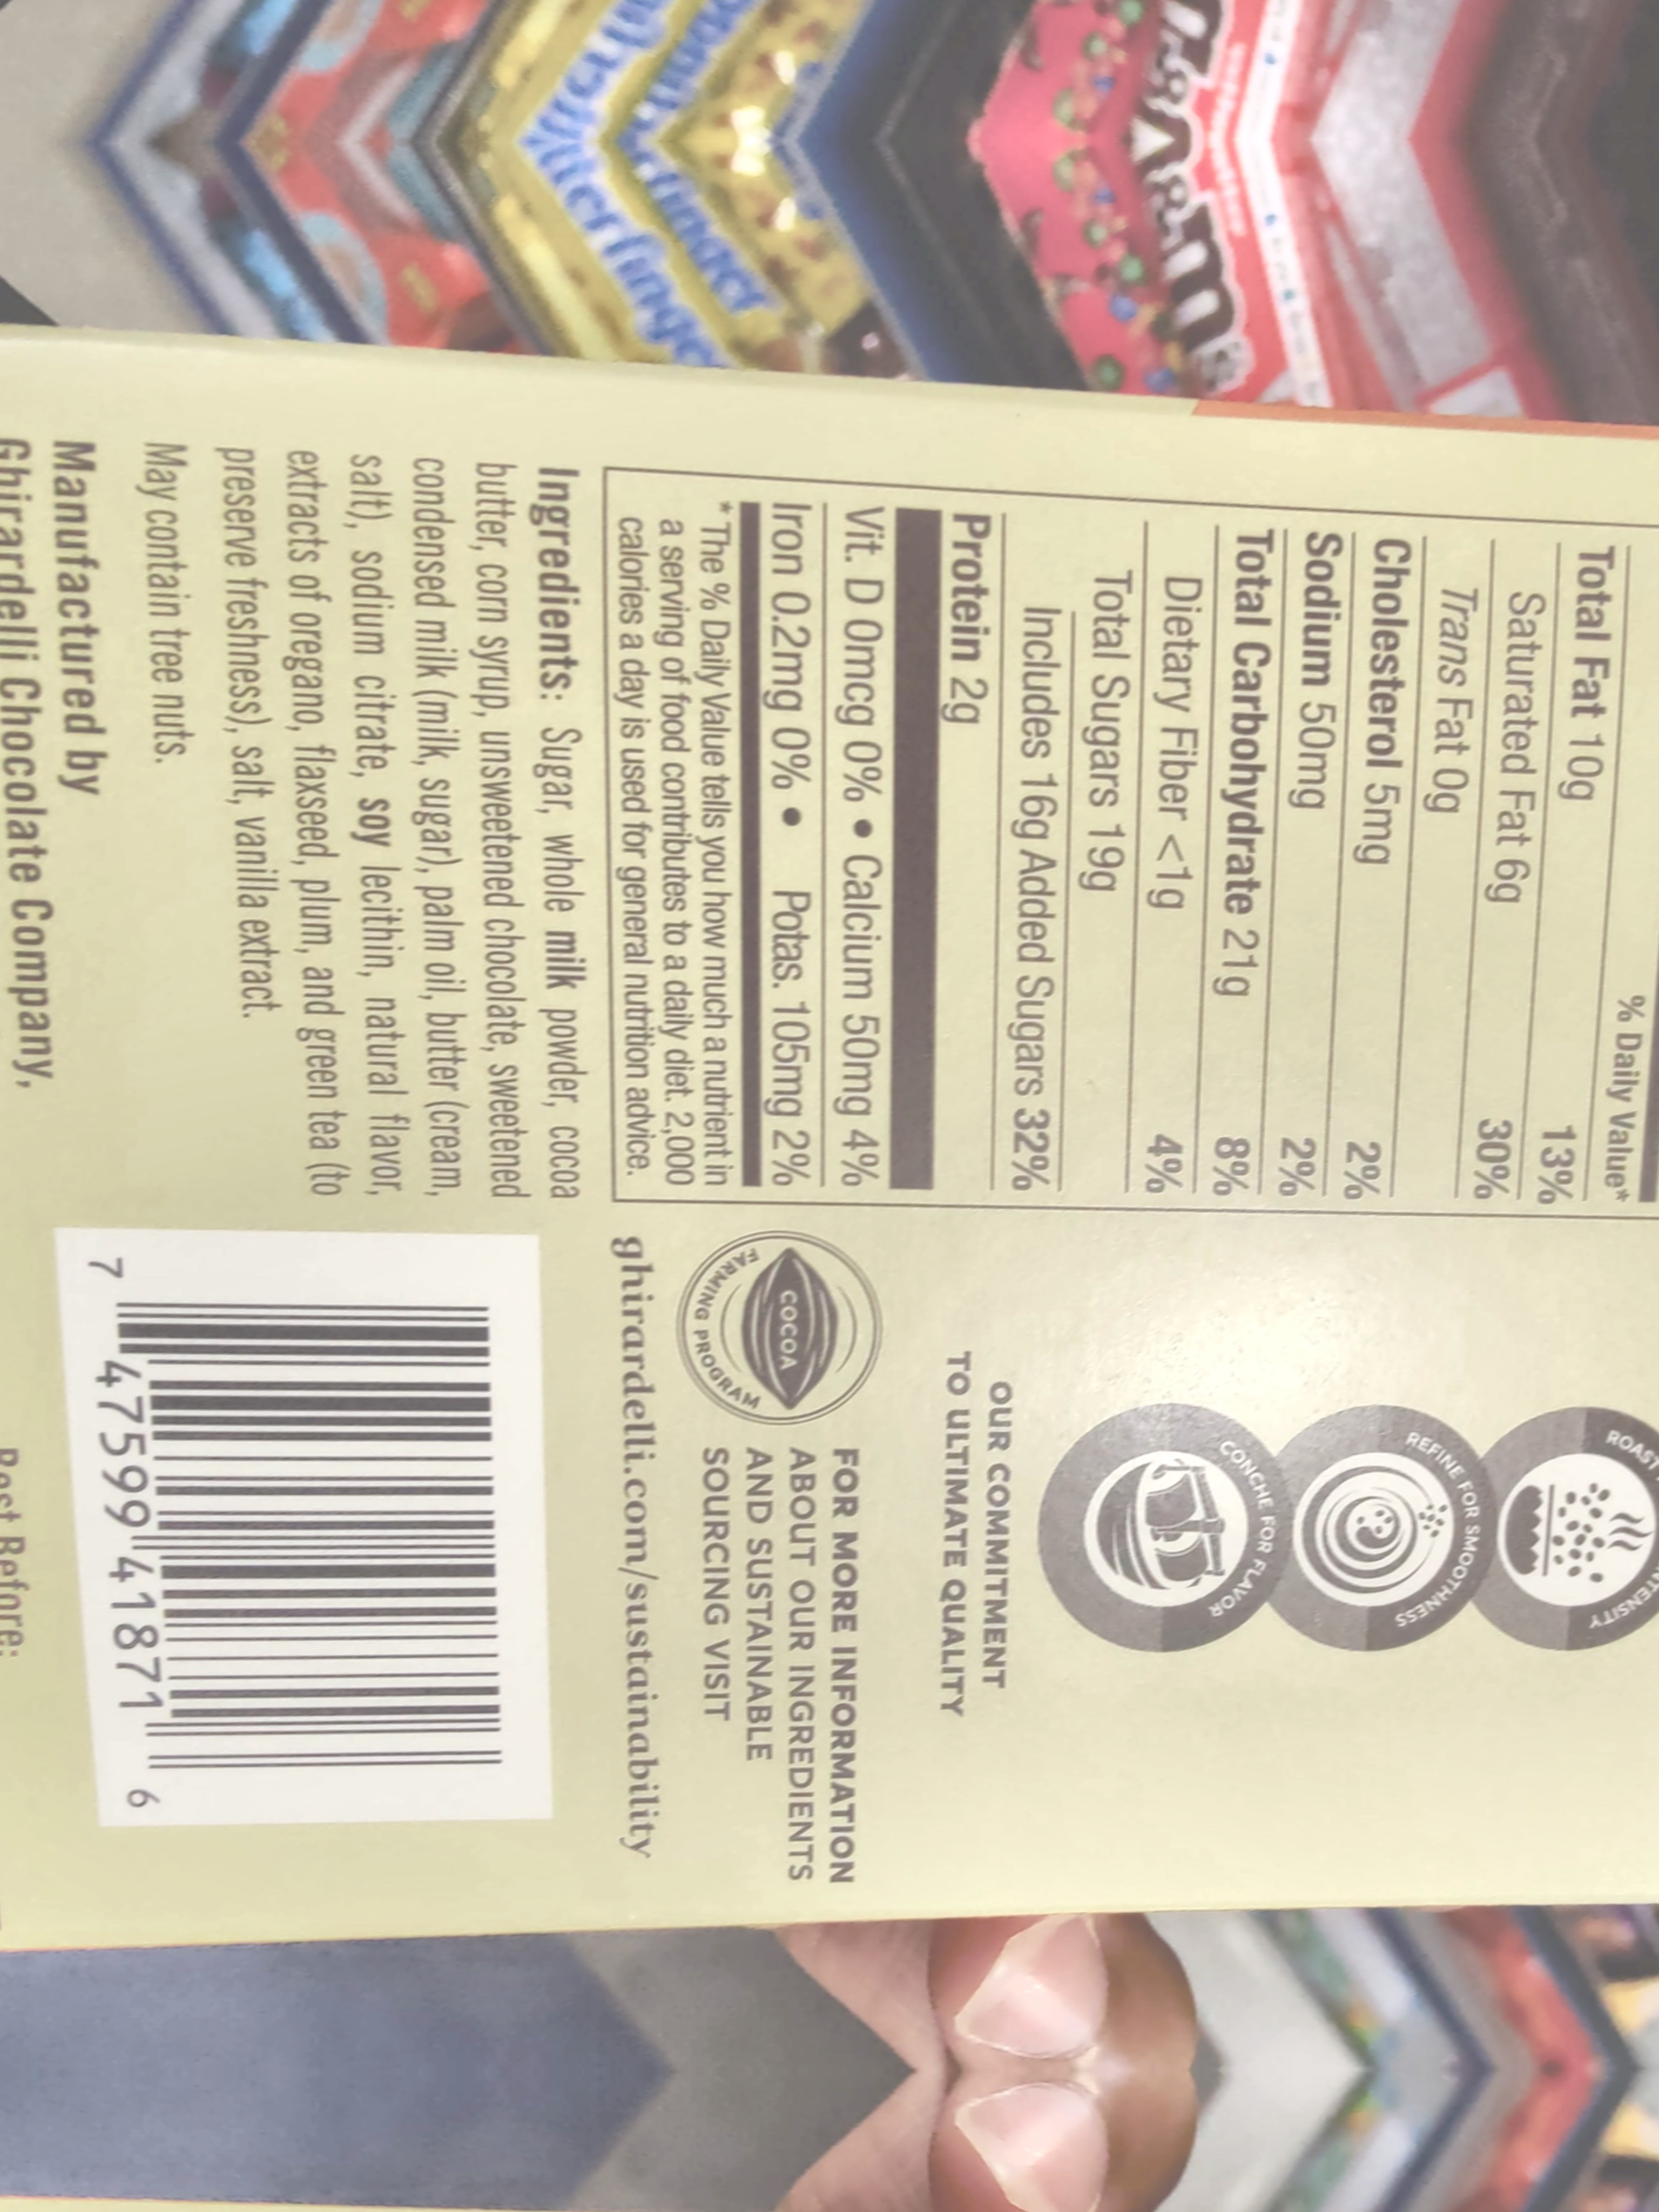 % Daily Value*
Total Fat 10g 13%
Saturated Fat 6g 30%
Trans Fat 0g
Cholesterol 5mg 2%
Sodium 50mg 2%
Total Carbohydrate 21g 8%
Dietary Fiber <1g 4%
Total Sugars 19g
Includes 16g Added Sugars 32%
Protein 2g
Vit. D 0mcg 0% • Calcium 50mg 4%
Iron 0.2mg 0% • Potas. 105mg 2%
*The % Daily Value tells you how much a nutrient in
a serving of food contributes to a daily diet. 2,000
calories a day is used for general nutrition advice.
Ingredients: Sugar, whole milk powder, cocoa
butter, corn syrup, unsweetened chocolate, sweetened
condensed milk (milk, sugar), palm oil, butter (cream,
salt), sodium citrate, soy lecithin, natural flavor,
extracts of oregano, flaxseed, plum, and green tea (to
preserve freshness), salt, vanilla extract.
May contain tree nuts.
Manufactured by
Ghirardelli Chocolate Company,
ROAST
REFINE FOR SMOOTHNESS
CONCHE FOR FLAVOR
OUR COMMITMENT
TO ULTIMATE QUALITY
COCOA
FARMING PROGRAM
FOR MORE INFORMATION
ABOUT OUR INGREDIENTS
AND SUSTAINABLE
SOURCING VISIT
ghirardelli.com/sustainability
7 47599 41871 6
Best Before: